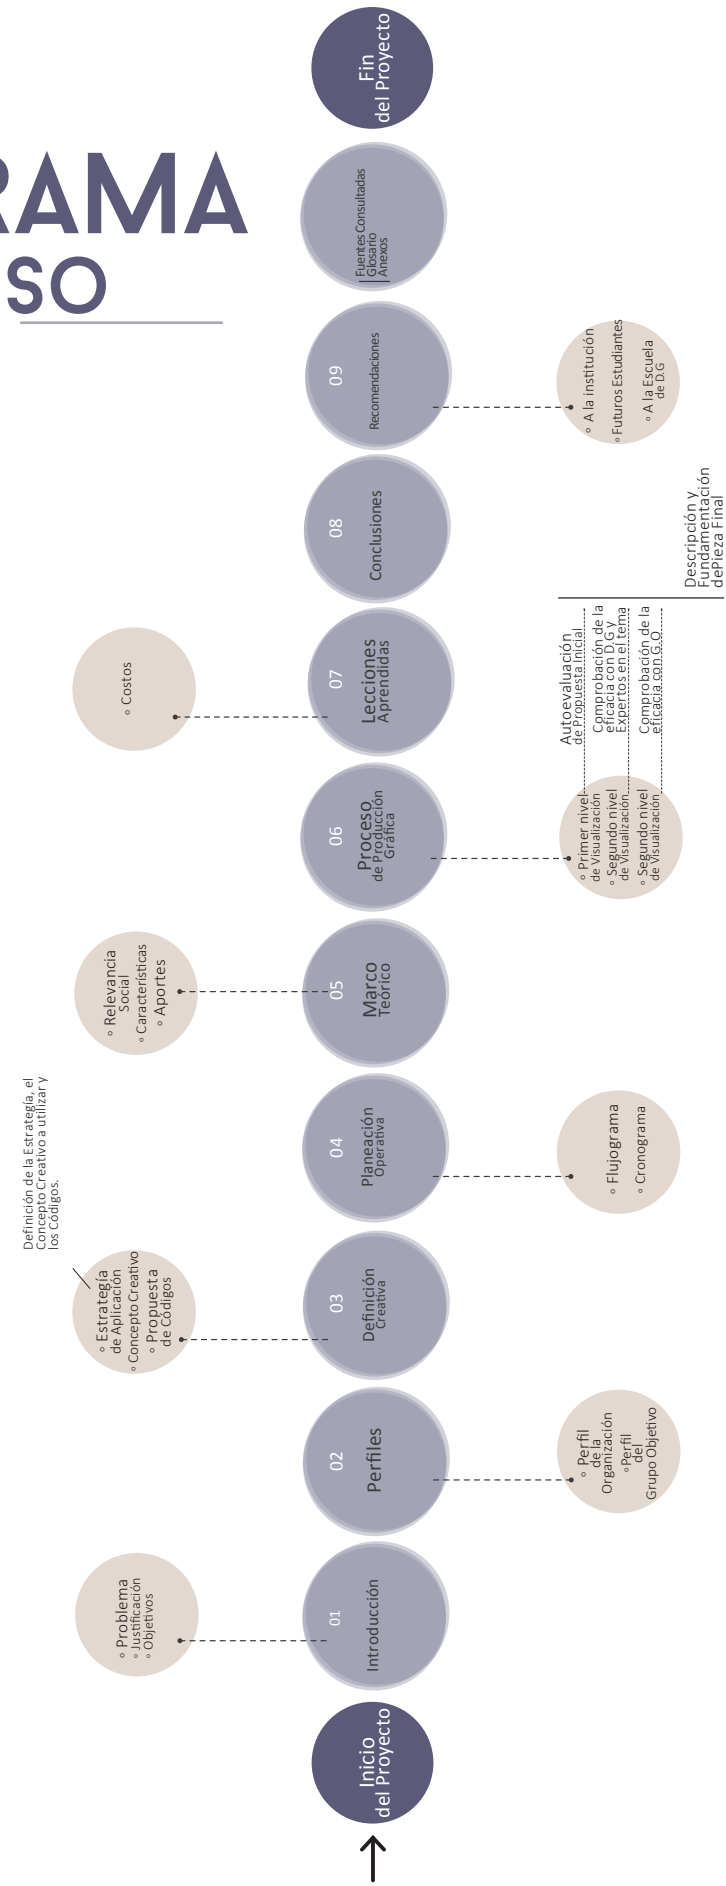 RAMA
SO
Inicio
del Proyecto
01
Introducción
◦ Problema
◦ Justificación
◦ Objetivos
02
Perfiles
◦ Perfil
de la
Organización
◦Perfil
del
Grupo Objetivo
03
Definición
Creativa
◦ Estrategía
de Aplicación
◦ Concepto Creativo
◦ Propuesta
de Códigos
Definición de la Estrategía, el
Concepto Creativo a utilizar y
los Códigos.
04
Planeación
Operativa
◦ Flujograma
◦ Cronograma
05
Marco
Teórico
◦ Relevancia
Social
◦ Características
◦ Aportes
06
Proceso
de Producción
Gráfica
◦ Primer nivel
de Visualización
◦ Segundo nivel
de Visualización
◦ Segundo nivel
de Visualización
Autoevaluación
de Propuesta Inicial
Comprobación de la
eficacia con D.G y
Expertos en el tema
Comprobación de la
eficacia con G.O
Descripción y
Fundamentación
dePieza Final
07
Lecciones
Aprendidas
◦ Costos
08
Conclusiones
09
Recomendaciones
◦ A la institución
◦ Futuros Estudiantes
◦ A la Escuela
de D.G
Fuentes Consultadas
Glosario
Anexos
Fin
del Proyecto